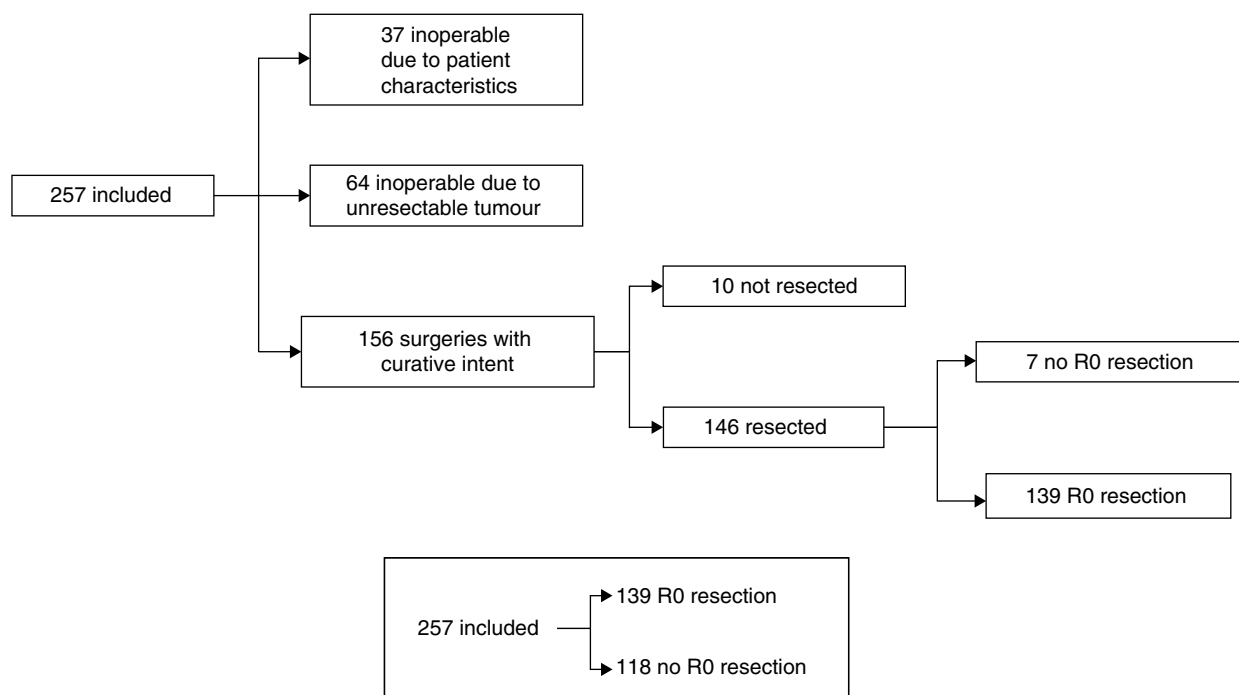 37 inoperable
due to patient
characteristics
257 included
64 inoperable due to
unresectable tumour
10 not resected
156 surgeries with
curative intent
7 no R0 resection
146 resected
139 R0 resection
139 R0 resection
257 included
118 no R0 resection